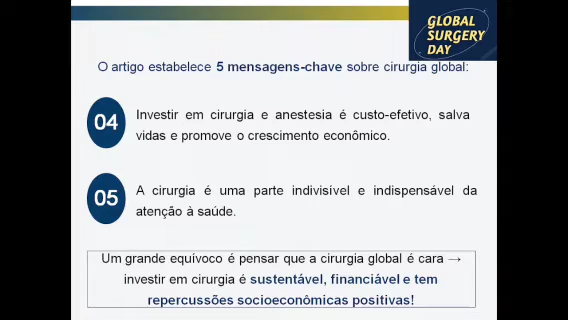 GLOBAL
SURGERY
DAY
O artigo estabelece 5 mensagens-chave sobre cirurgia global:
04
Investir em cirurgia e anestesia é custo-efetivo, salva
vidas e promove o crescimento econômico.
05
A cirurgia é uma parte indivisível e indispensável da
atenção à saúde.
Um grande equívoco é pensar que a cirurgia global é cara →
investir em cirurgia é sustentável, financiável e tem
repercussões socioeconômicas positivas!